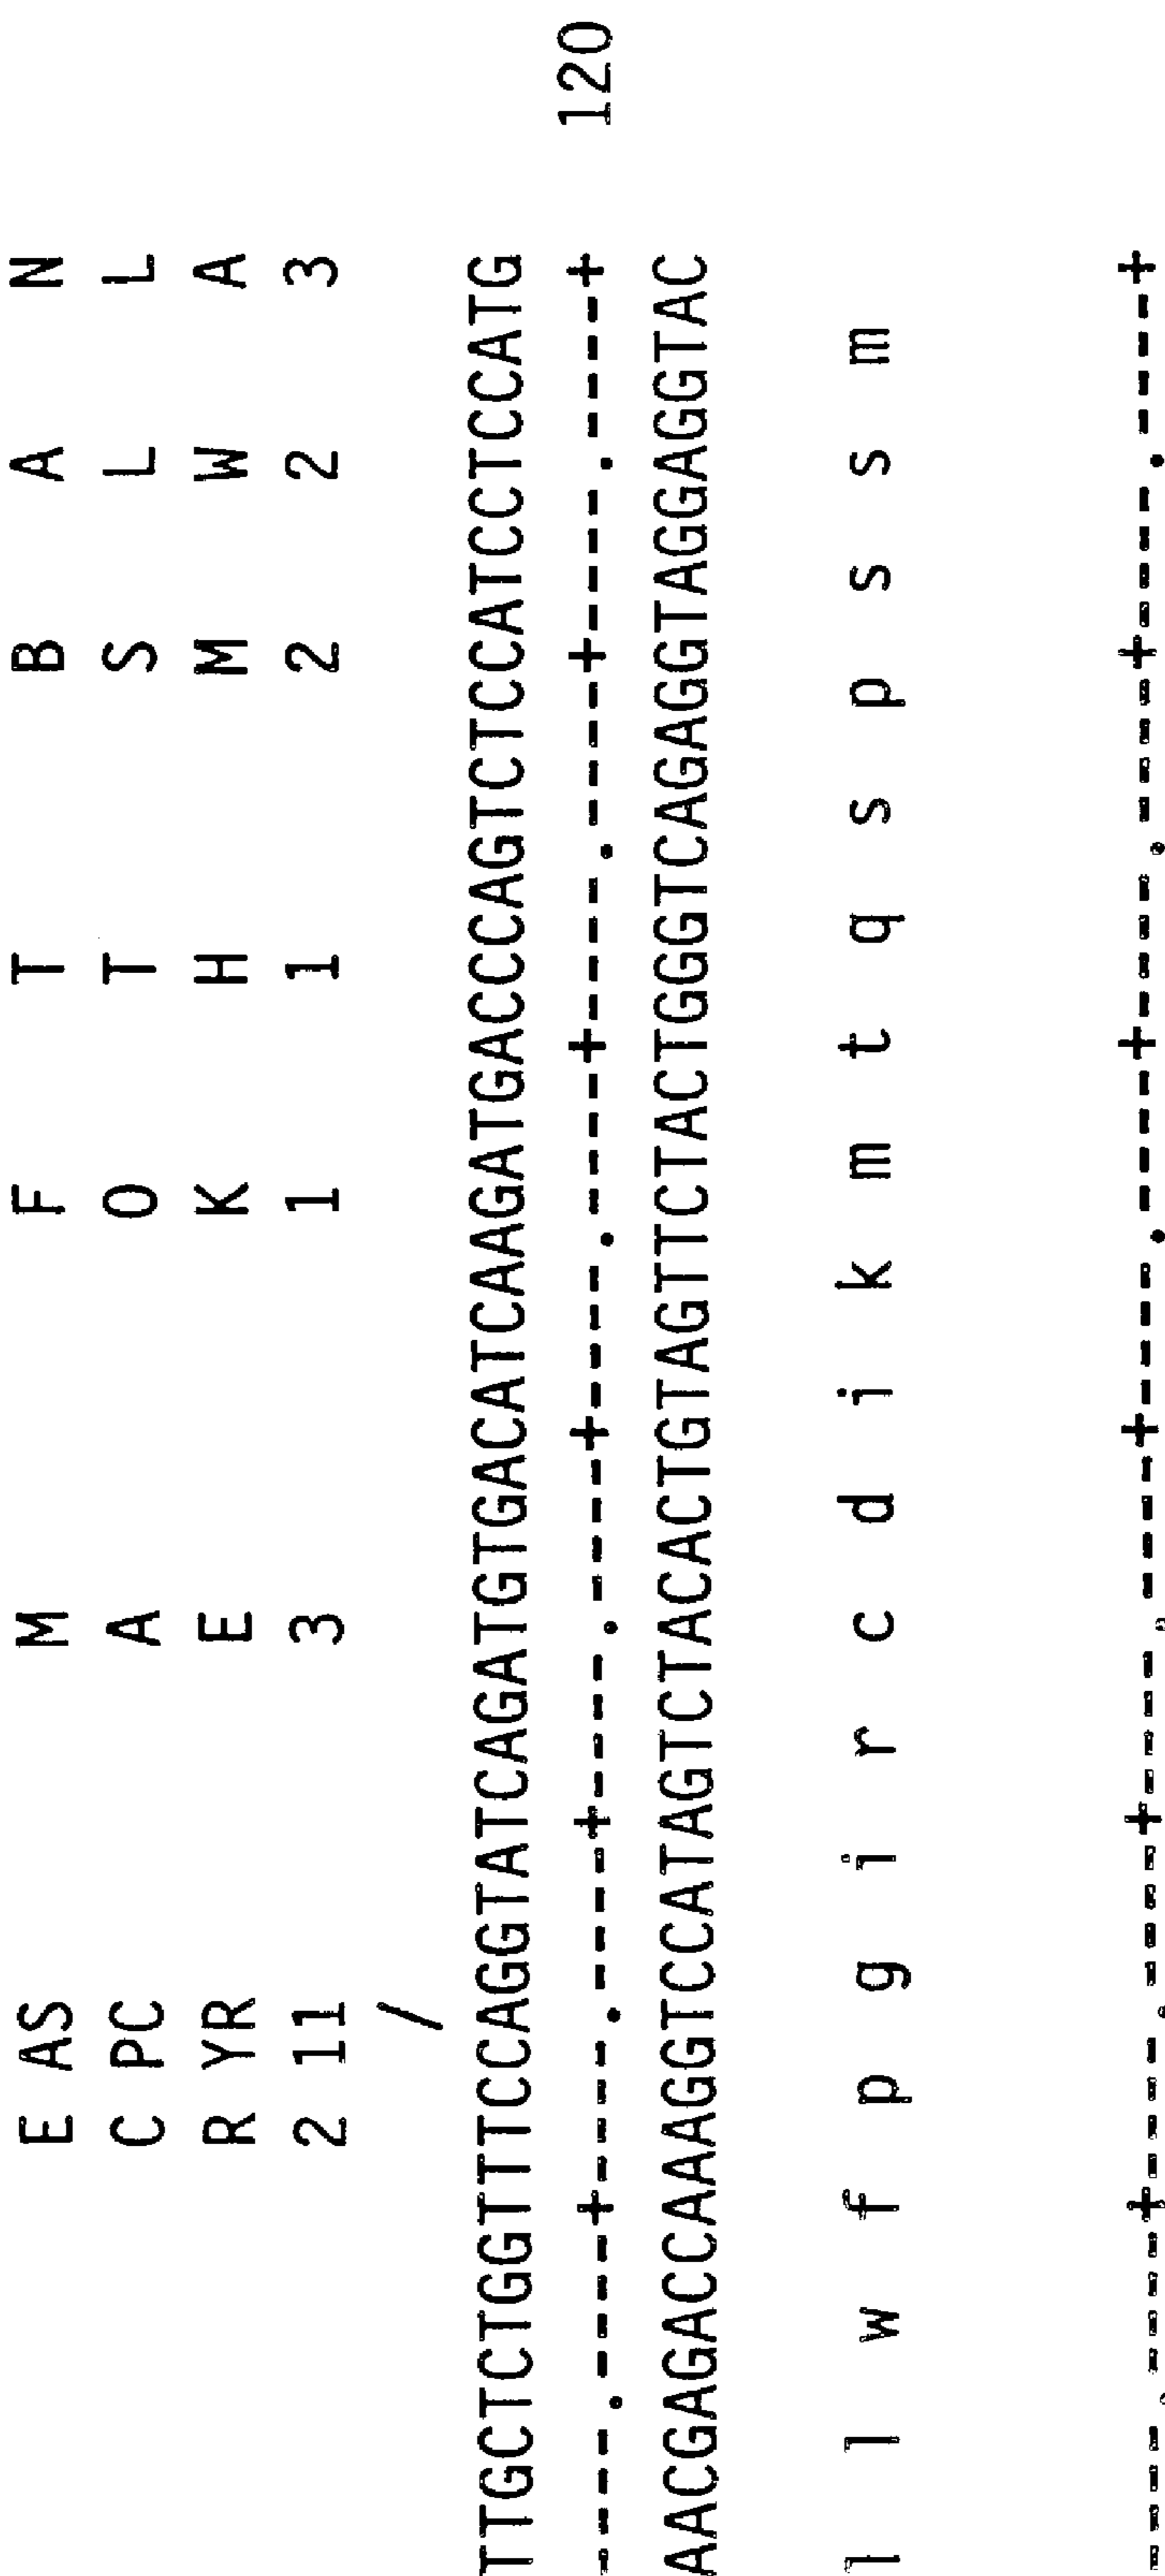 E AS M F T B A N
C PC A O T S L L
R YR E K H M W A
2 11 3 1 1 2 2 3
/
TTGCTCTGGTTTCCAGGTATCAGATGTGACATCAAGATGACCCAGTCTCCATCCTCCATG
----.----+----.----+----.----+----.----+----.----+----.----+ 120
AACGAGACCAAAGGTCCATAGTCTACACTGTAGTTCTACTGGGTCAGAGGTAGGAGGTAC
l l w f p g i r c d i k m t q s p s s m
----.----+----.----+----.----+----.----+----.----+----.----+